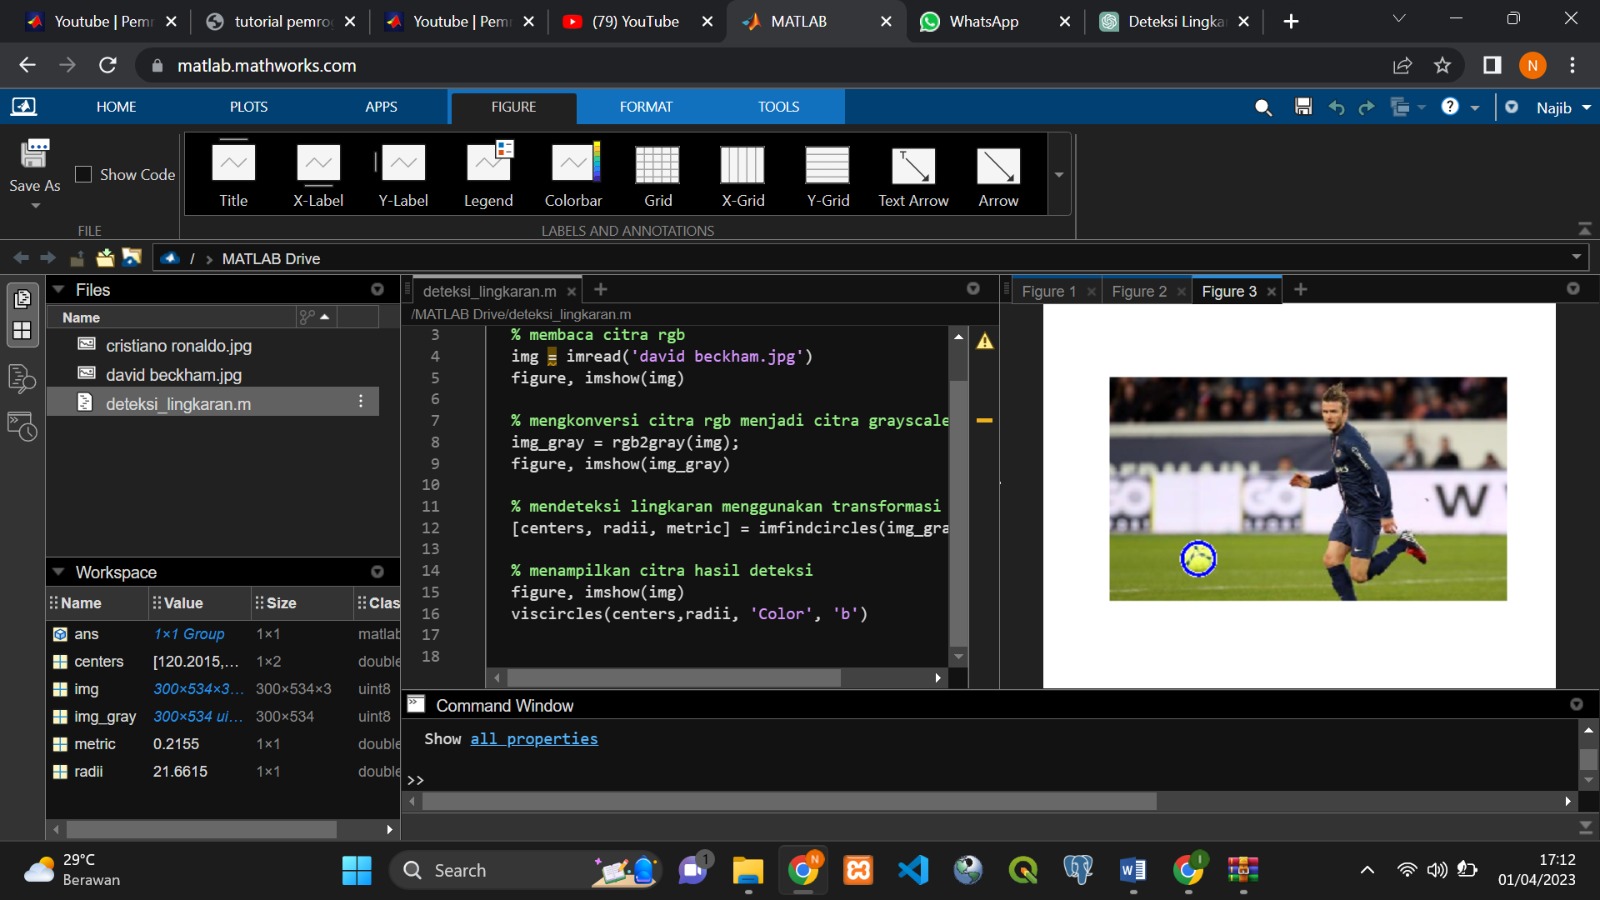 Youtube | Pemr
tutorial pemro
Youtube | Pem
(79) YouTube
MATLAB
WhatsApp
Deteksi Lingka
matlab.mathworks.com
N
HOME
PLOTS
APPS
FIGURE
FORMAT
TOOLS
Najib
Save As
Show Code
Title
X-Label
Y-Label
Legend
Colorbar
Grid
X-Grid
Y-Grid
Text Arrow
Arrow
FILE
LABELS AND ANNOTATIONS
/ > MATLAB Drive
Files
Name
cristiano ronaldo.jpg
david beckham.jpg
deteksi_lingkaran.m
Workspace
Name Value Size Clas
ans 1×1 Group 1×1 matlab
centers [120.2015,... 1×2 double
img 300×534×3... 300×534×3 uint8
img_gray 300×534 ui... 300×534 uint8
metric 0.2155 1×1 double
radii 21.6615 1×1 double
deteksi_lingkaran.m
/MATLAB Drive/deteksi_lingkaran.m
3 % membaca citra rgb
4 img = imread('david beckham.jpg')
5 figure, imshow(img)
6
7 % mengkonversi citra rgb menjadi citra grayscale
8 img_gray = rgb2gray(img);
9 figure, imshow(img_gray)
10
11 % mendeteksi lingkaran menggunakan transformasi
12 [centers, radii, metric] = imfindcircles(img_gra
13
14 % menampilkan citra hasil deteksi
15 figure, imshow(img)
16 viscircles(centers,radii, 'Color', 'b')
17
18
Figure 1
Figure 2
Figure 3
GO
GO
W
Command Window
Show all properties
>>
29°C
Berawan
Search
1
N
I
17:12
01/04/2023